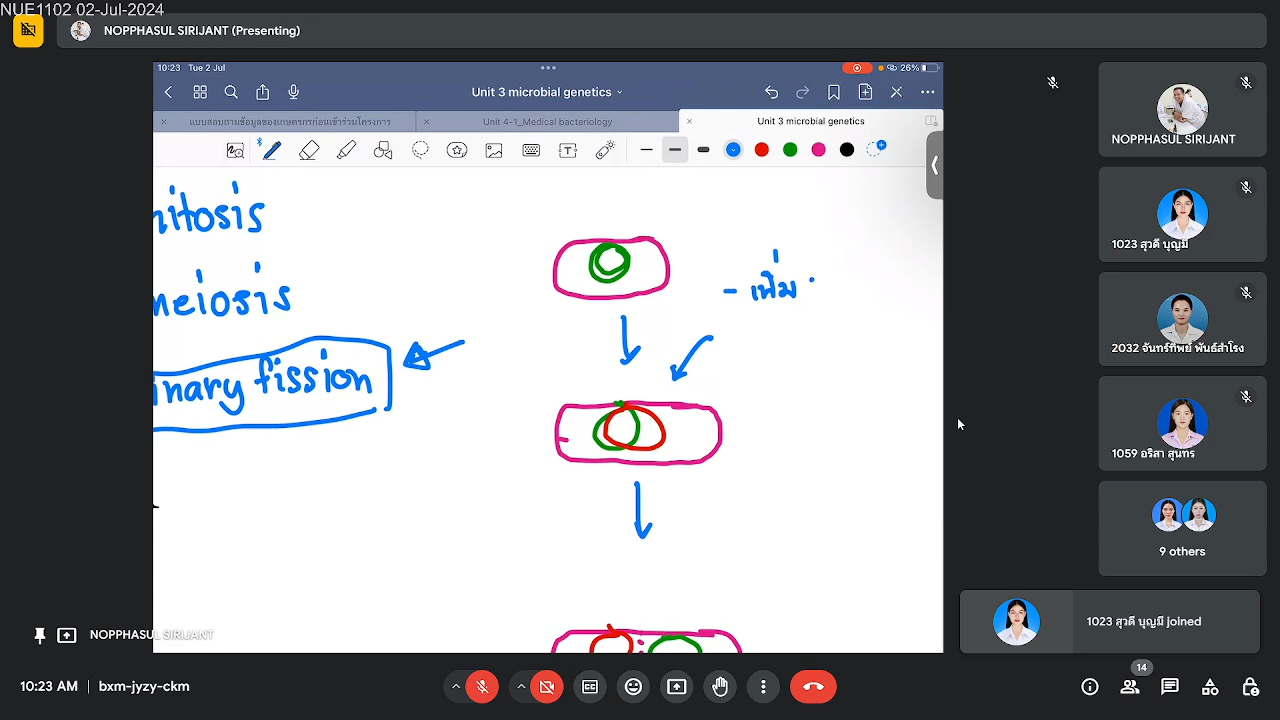 NUE1102 02-Jul-2024
NOPPHASUL SIRIJANT (Presenting)
10:23 Tue 2 Jul
26%
Unit 3 microbial genetics
แบบสอบถามข้อมูลของเกษตรกรก่อนเข้าร่วมโครงการ
Unit 4-1_Medical bacteriology
Unit 3 microbial genetics
mitosis
meiosis
inary fission
- เพิ่ม
NOPPHASUL SIRIJANT
1023 สุวดี บุญมี
2032 จันทร์ทิพย์ พันธ์สำโรง
1059 อริสา สุนทร
9 others
1023 สุวดี บุญมี joined
NOPPHASUL SIRIJANT
10:23 AM | bxm-jyzy-ckm
14